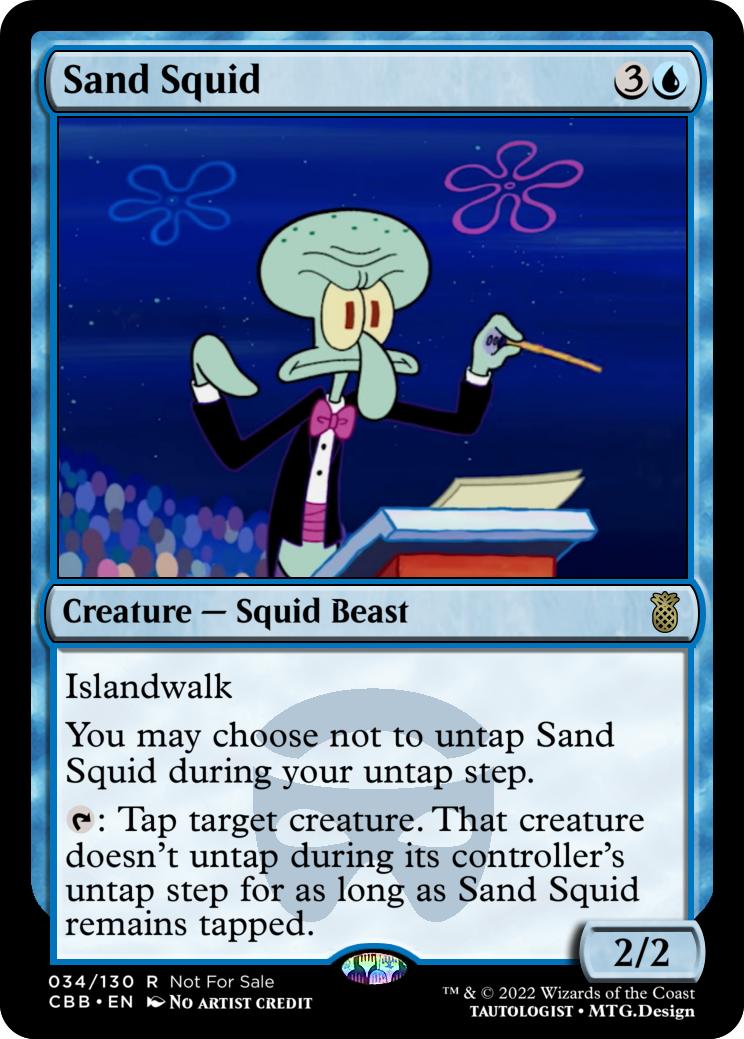 Sand Squid 3
Creature — Squid Beast
Islandwalk
You may choose not to untap Sand
Squid during your untap step.
: Tap target creature. That creature
doesn't untap during its controller's
untap step for as long as Sand Squid
remains tapped.
2/2
034/130 R Not For Sale
CBB • EN No artist credit
™ & © 2022 Wizards of the Coast
TAUTOLOGIST • MTG.Design